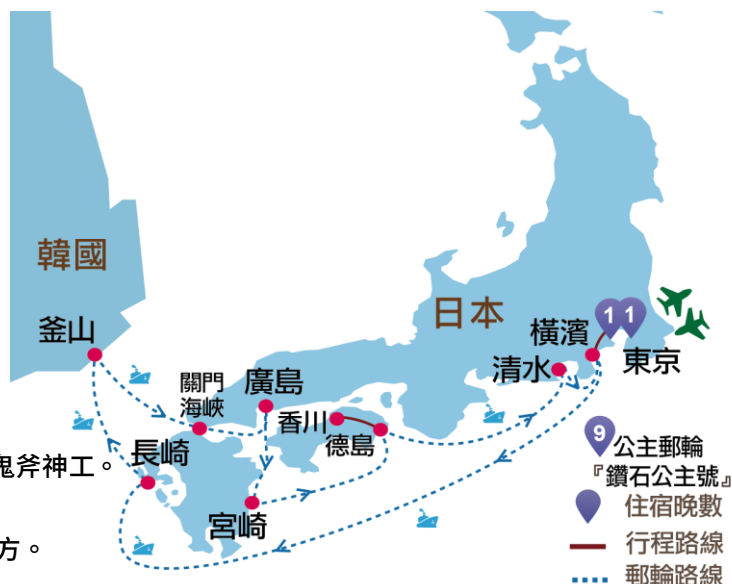 韓國
釜山
日本
1 1
橫濱
東京
清水
關門
海峽
廣島
香川
德島
鬼斧神工。
長崎
宮崎
方。
9 公主郵輪
『鑽石公主號』
住宿晚數
行程路線
郵輪路線